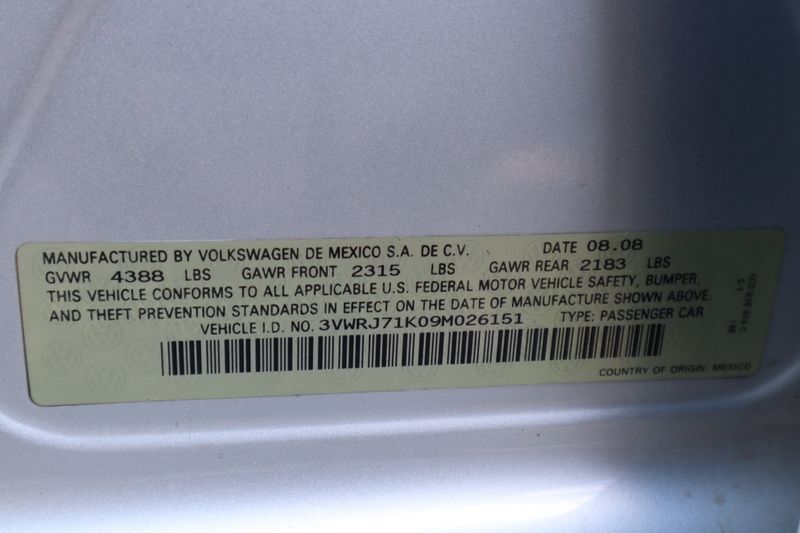 MANUFACTURED BY VOLKSWAGEN DE MEXICO S.A. DE C.V. DATE 08.08
GVWR 4388 LBS GAWR FRONT 2315 LBS GAWR REAR 2183 LBS
THIS VEHICLE CONFORMS TO ALL APPLICABLE U.S. FEDERAL MOTOR VEHICLE SAFETY, BUMPER,
AND THEFT PREVENTION STANDARDS IN EFFECT ON THE DATE OF MANUFACTURE SHOWN ABOVE.
VEHICLE I.D. NO. 3VWRJ71K09M026151 TYPE: PASSENGER CAR
COUNTRY OF ORIGIN: MEXICO